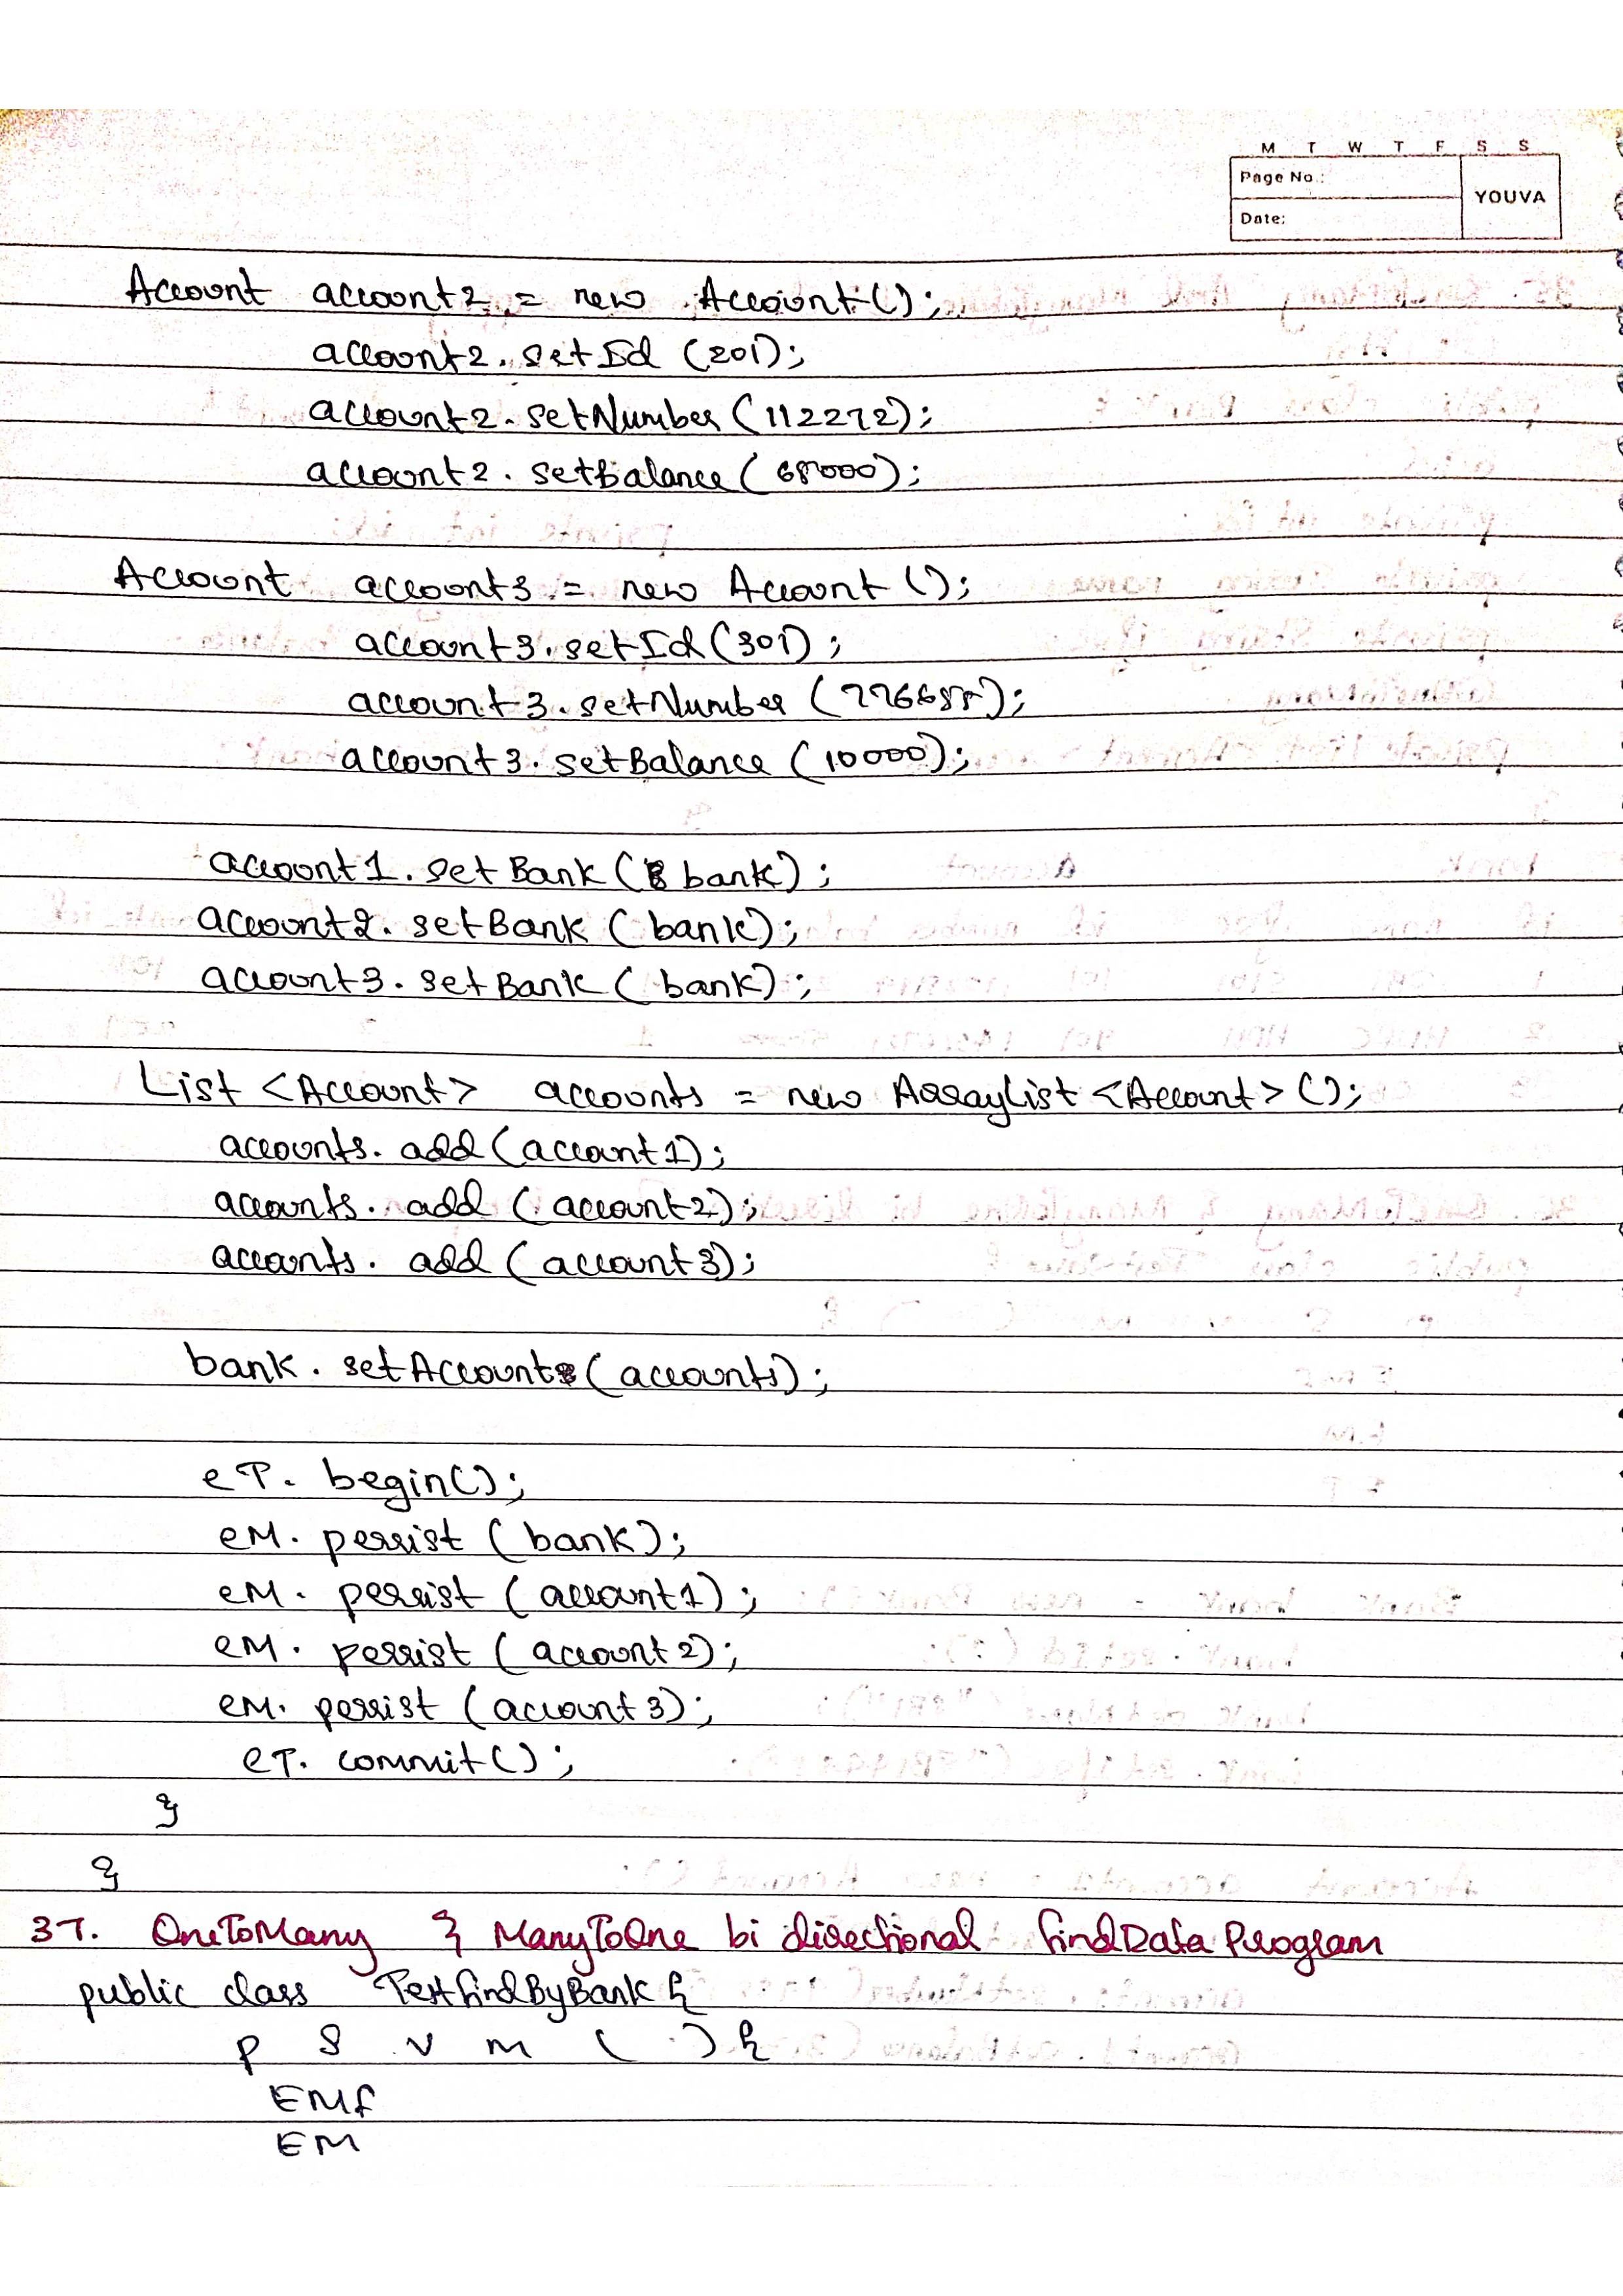 M T W T F S S
Page No.:
YOUVA
Date:
Account account2 = new Account();
account2.setId (201);
account2.setNumber (112272);
account2.setBalance (68000);
Account account3 = new Account ();
account3.setId (301);
account3.setNumber (776688);
account3.setBalance (10000);
account1.setBank ( bank);
account2.setBank (bank);
account3.setBank (bank);
List <Account> accounts = new ArrayList <Account> ();
accounts.add (account1);
accounts.add (account2);
accounts.add (account3);
bank.setAccounts (accounts);
eT.begin();
eM.persist (bank);
eM.persist (account1);
eM.persist (account2);
eM.persist (account3);
eT.commit();
}
}
37. OneToMany & ManyToOne bi directional findData Program
public class TestfindByBank {
p s v m ( ) {
EMf
EM